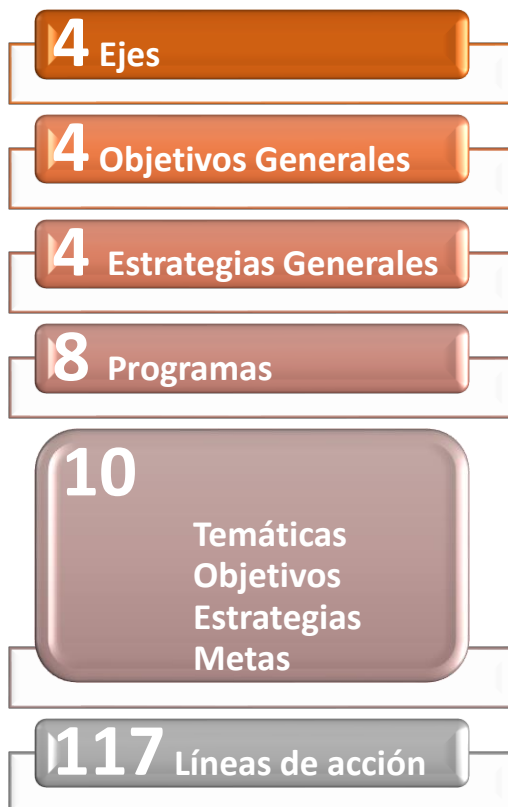 4 Ejes
4 Objetivos Generales
4 Estrategias Generales
8 Programas
10
Temáticas
Objetivos
Estrategias
Metas
117 Líneas de acción